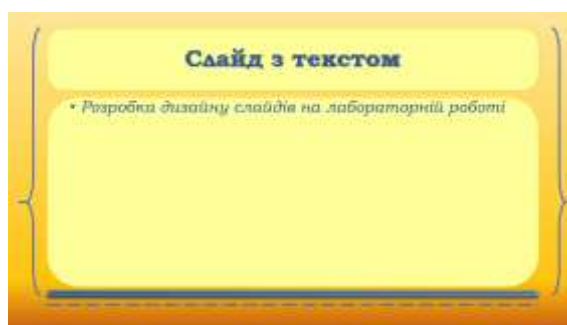 Слайд з текстом
• Розробка дизайну слайдів на лабораторній роботі